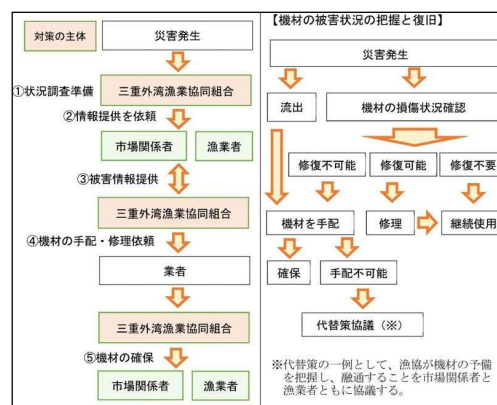 対策の主体
災害発生
①状況調査準備
三重外湾漁業協同組合
②情報提供を依頼
市場関係者
漁業者
③被害情報提供
三重外湾漁業協同組合
④機材の手配・修理依頼
業者
三重外湾漁業協同組合
⑤機材の確保
市場関係者
漁業者
【機材の被害状況の把握と復旧】
災害発生
流出
機材の損傷状況確認
修復不可能
修復可能
修復不要
機材を手配
修理
継続使用
確保
手配不可能
代替策協議（※）
※代替策の一例として、漁協が機材の予備
を把握し、融通することを市場関係者と
漁業者ともに協議する。